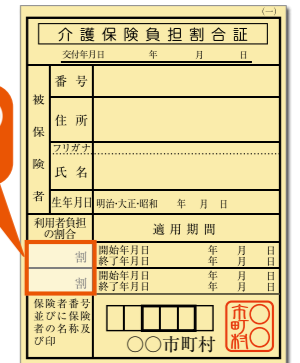 (一)
介護保険負担割合証
交付年月日 年 月 日
被保険者
番号
住所
フリガナ
氏名
生年月日 明治・大正・昭和 年 月 日
利用者負担の割合 適用期間
割 開始年月日 年 月 日
終了年月日 年 月 日
割 開始年月日 年 月 日
終了年月日 年 月 日
保険者番号
並びに保険
者の名称及
び印
〇〇市町村
市町村〇〇